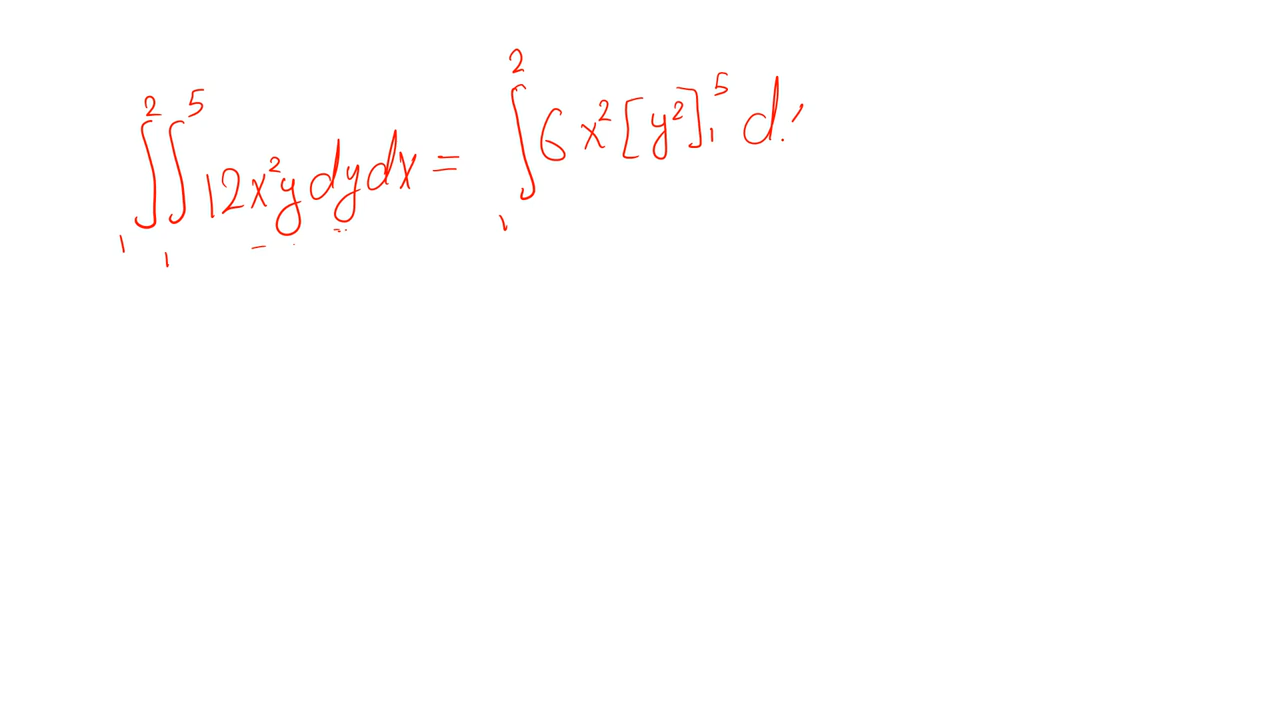 ∫₁² ∫₁⁵ 12x²y dy dx = ∫₁² 6x² [y²]₁⁵ d